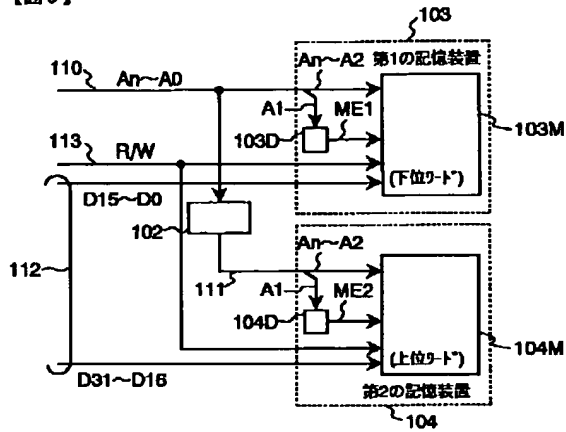 103
110
An～A0
An～A2
第1の記憶装置
A1
ME1
103D
103M
113
R/W
(下位ワード)
D15～D0
102
An～A2
112
111
A1
ME2
104D
104M
(上位ワード)
D31～D16
第2の記憶装置
104